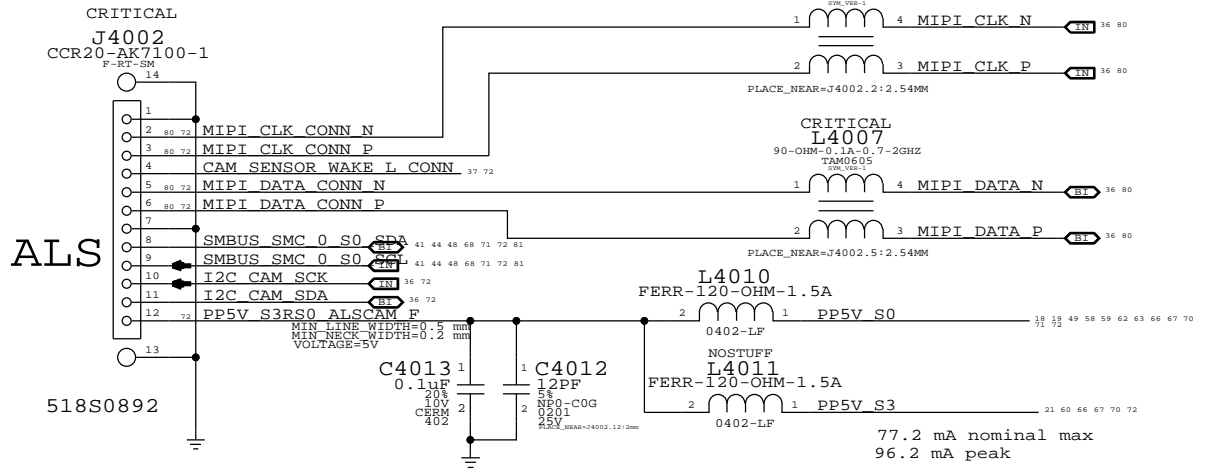 CRITICAL
J4002
CCR20-AK7100-1
F-RT-SM
14
1
2 80 72 MIPI_CLK_CONN_N
3 80 72 MIPI_CLK_CONN_P
4 CAM_SENSOR_WAKE_L_CONN 37 72
5 80 72 MIPI_DATA_CONN_N
6 80 72 MIPI_DATA_CONN_P
7
8 SMBUS_SMC_0_S0_SDA BI 41 44 48 68 71 72 81
9 SMBUS_SMC_0_S0_SCL IN 41 44 48 68 71 72 81
10 I2C_CAM_SCK IN 36 72
11 I2C_CAM_SDA BI 36 72
12 72 PP5V_S3RS0_ALSCAM_F
MIN_LINE_WIDTH=0.5 mm
MIN_NECK_WIDTH=0.2 mm
VOLTAGE=5V
13
ALS
518S0892
SYM_VER-1
1 4 MIPI_CLK_N IN 36 80
2 3 MIPI_CLK_P IN 36 80
PLACE_NEAR=J4002.2:2.54MM
CRITICAL
L4007
90-OHM-0.1A-0.7-2GHZ
TAM0605
SYM_VER-1
1 4 MIPI_DATA_N BI 36 80
2 3 MIPI_DATA_P BI 36 80
PLACE_NEAR=J4002.5:2.54MM
L4010
FERR-120-OHM-1.5A
2 1 PP5V_S0 18 19 49 58 59 62 63 66 67 70
71 72
0402-LF
NOSTUFF
L4011
FERR-120-OHM-1.5A
2 1 PP5V_S3 21 60 66 67 70 72
0402-LF
C4013 1
0.1uF
20%
10V 2
CERM
402
1 C4012
12PF
5%
2 NP0-C0G
0201
25V
PLACE_NEAR=J4002.12:2mm
77.2 mA nominal max
96.2 mA peak